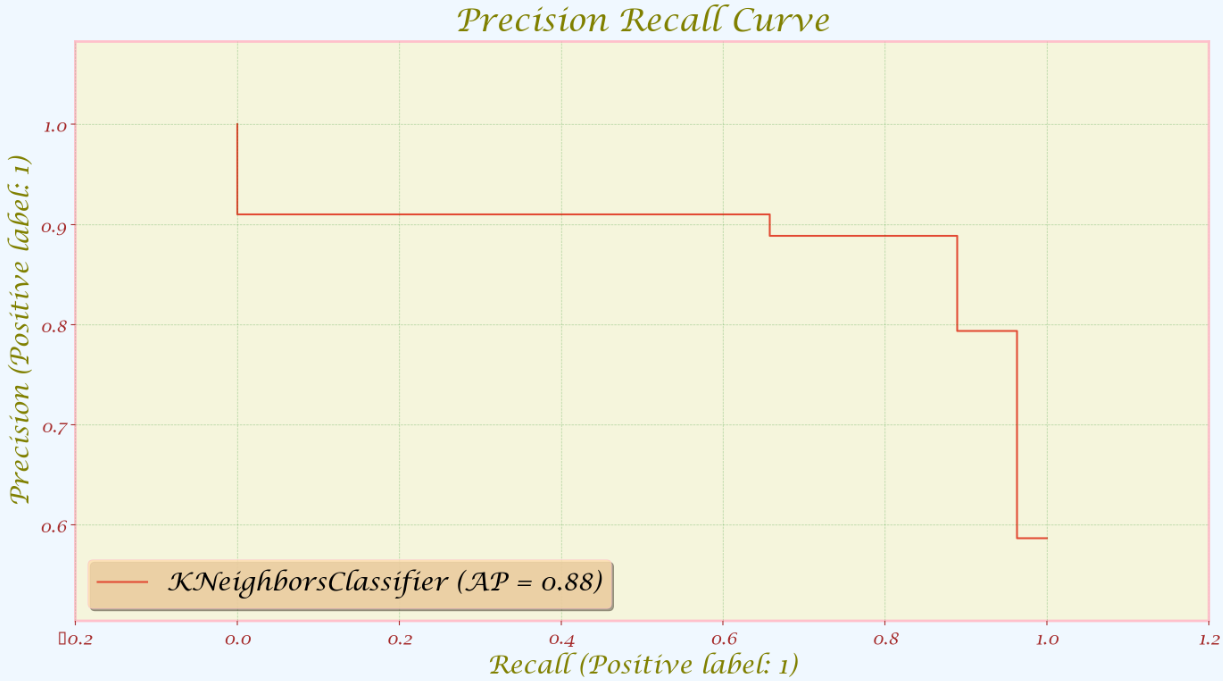 Precision Recall Curve
Precision (Positive label: 1)
1.0
0.9
0.8
0.7
0.6
KNeighborsClassifier (AP = 0.88)
▯0.2 0.0 0.2 0.4 0.6 0.8 1.0 1.2
Recall (Positive label: 1)